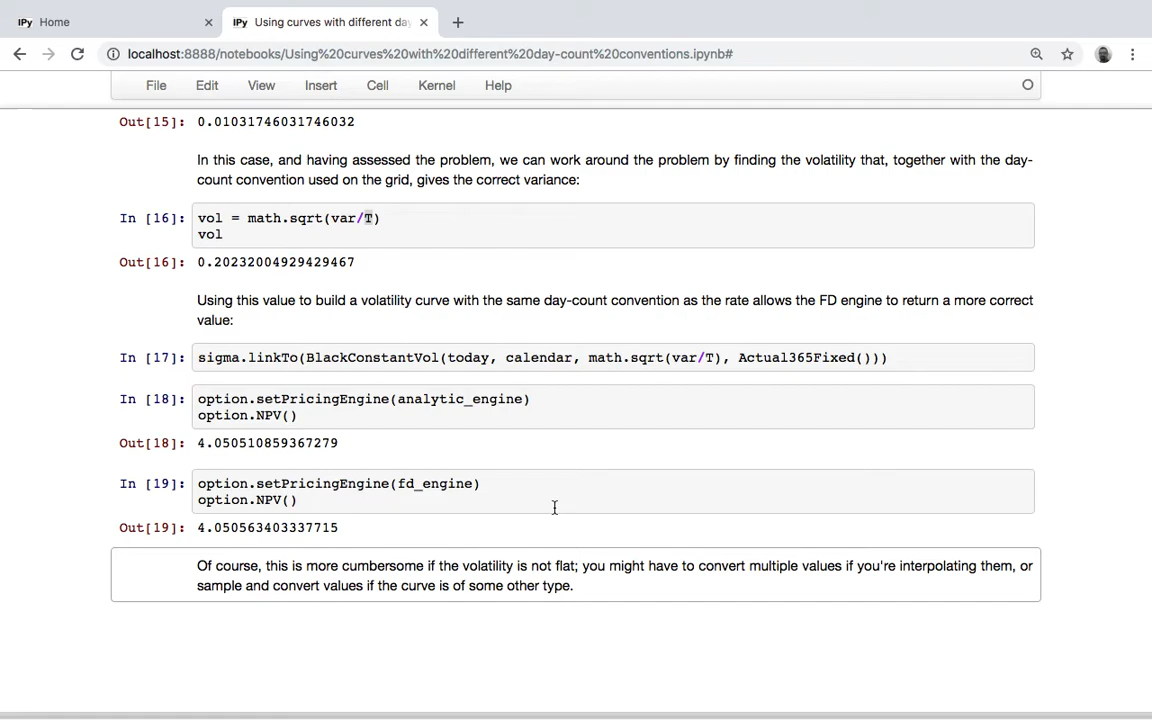 IPy Home
IPy Using curves with different day
localhost:8888/notebooks/Using%20curves%20with%20different%20day-count%20conventions.ipynb#
File Edit View Insert Cell Kernel Help
Out[15]: 0.01031746031746032
In this case, and having assessed the problem, we can work around the problem by finding the volatility that, together with the day-
count convention used on the grid, gives the correct variance:
In [16]: vol = math.sqrt(var/T)
vol
Out[16]: 0.20232004929429467
Using this value to build a volatility curve with the same day-count convention as the rate allows the FD engine to return a more correct
value:
In [17]: sigma.linkTo(BlackConstantVol(today, calendar, math.sqrt(var/T), Actual365Fixed()))
In [18]: option.setPricingEngine(analytic_engine)
option.NPV()
Out[18]: 4.050510859367279
In [19]: option.setPricingEngine(fd_engine)
option.NPV()
Out[19]: 4.050563403337715
Of course, this is more cumbersome if the volatility is not flat; you might have to convert multiple values if you're interpolating them, or
sample and convert values if the curve is of some other type.